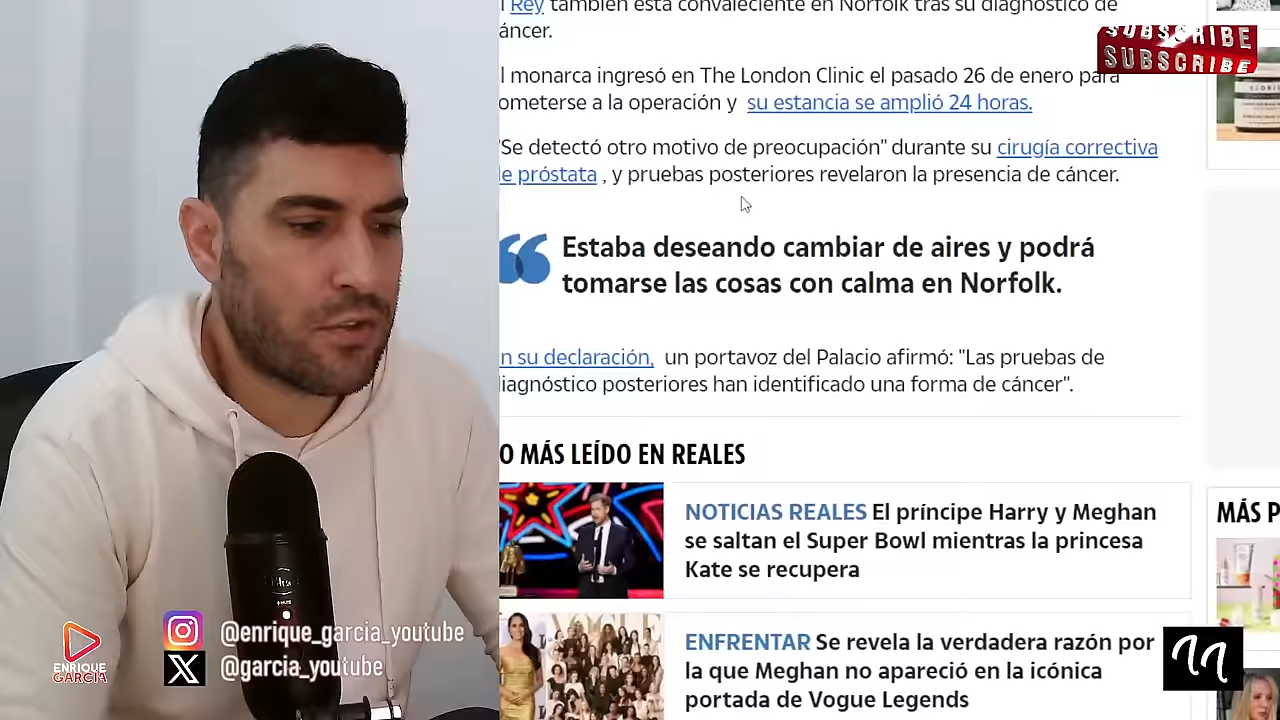 Rey también está convaleciente en Norfolk tras su diagnóstico de
áncer.
SUBSCRIBE
SUBSCRIBE
l monarca ingresó en The London Clinic el pasado 26 de enero para
ometerse a la operación y su estancia se amplió 24 horas.
"Se detectó otro motivo de preocupación" durante su cirugía correctiva
de próstata , y pruebas posteriores revelaron la presencia de cáncer.
Estaba deseando cambiar de aires y podrá
tomarse las cosas con calma en Norfolk.
n su declaración, un portavoz del Palacio afirmó: "Las pruebas de
iagnóstico posteriores han identificado una forma de cáncer".
O MÁS LEÍDO EN REALES
NOTICIAS REALES El príncipe Harry y Meghan
se saltan el Super Bowl mientras la princesa
Kate se recupera
MÁS P
ENFRENTAR Se revela la verdadera razón por
la que Meghan no apareció en la icónica
portada de Vogue Legends
@enrique_garcia_youtube
@garcia_youtube
ENRIQUE
GARCIA